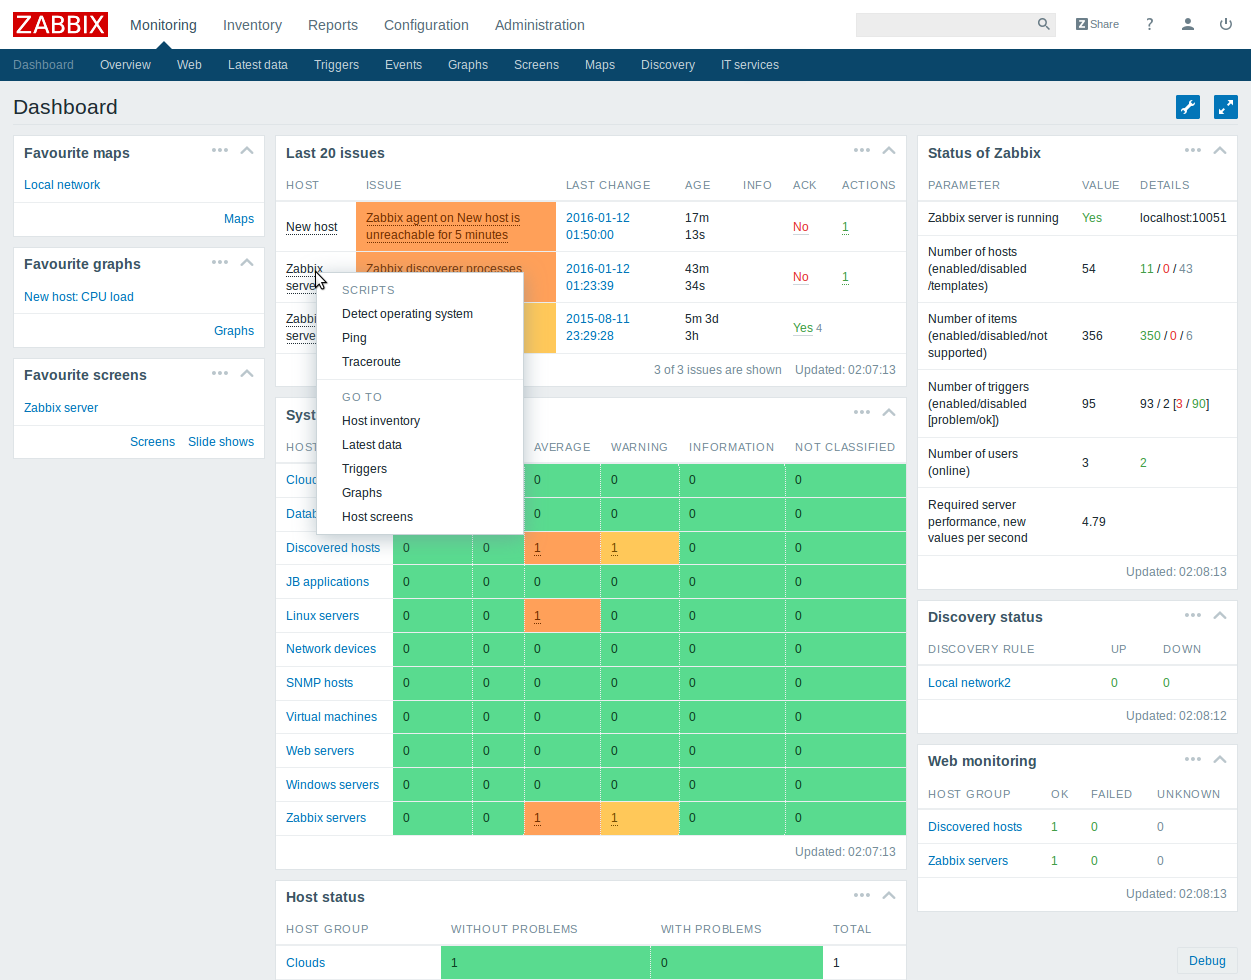 ZABBIX Monitoring Inventory Reports Configuration Administration Z Share ?
Dashboard Overview Web Latest data Triggers Events Graphs Screens Maps Discovery IT services
Dashboard
Favourite maps
Local network
Maps
Favourite graphs
New host: CPU load
Graphs
Favourite screens
Zabbix server
Screens Slide shows
Last 20 issues
HOST ISSUE LAST CHANGE AGE INFO ACK ACTIONS
New host Zabbix agent on New host is unreachable for 5 minutes 2016-01-12 01:50:00 17m 13s No 1
Zabbix Zabbix discoverer processes 2016-01-12 01:23:39 43m 34s No 1
2015-08-11 23:29:28 5m 3d 3h Yes 4
3 of 3 issues are shown Updated: 02:07:13
SCRIPTS
Detect operating system
Ping
Traceroute
GO TO
Host inventory
Latest data
Triggers
Graphs
Host screens
AVERAGE WARNING INFORMATION NOT CLASSIFIED
0 0 0 0
0 0 0 0
Discovered hosts 0 0 1 1 0 0
JB applications 0 0 0 0 0 0
Linux servers 0 0 1 0 0 0
Network devices 0 0 0 0 0 0
SNMP hosts 0 0 0 0 0 0
Virtual machines 0 0 0 0 0 0
Web servers 0 0 0 0 0 0
Windows servers 0 0 0 0 0 0
Zabbix servers 0 0 1 1 0 0
Updated: 02:07:13
Host status
HOST GROUP WITHOUT PROBLEMS WITH PROBLEMS TOTAL
Clouds 1 0 1
Status of Zabbix
PARAMETER VALUE DETAILS
Zabbix server is running Yes localhost:10051
Number of hosts
(enabled/disabled 54 11 / 0 / 43
/templates)
Number of items
(enabled/disabled/not 356 350 / 0 / 6
supported)
Number of triggers
(enabled/disabled 95 93 / 2 [3 / 90]
[problem/ok])
Number of users
(online) 3 2
Required server
performance, new 4.79
values per second
Updated: 02:08:13
Discovery status
DISCOVERY RULE UP DOWN
Local network2 0 0
Updated: 02:08:12
Web monitoring
HOST GROUP OK FAILED UNKNOWN
Discovered hosts 1 0 0
Zabbix servers 1 0 0
Updated: 02:08:13
Debug